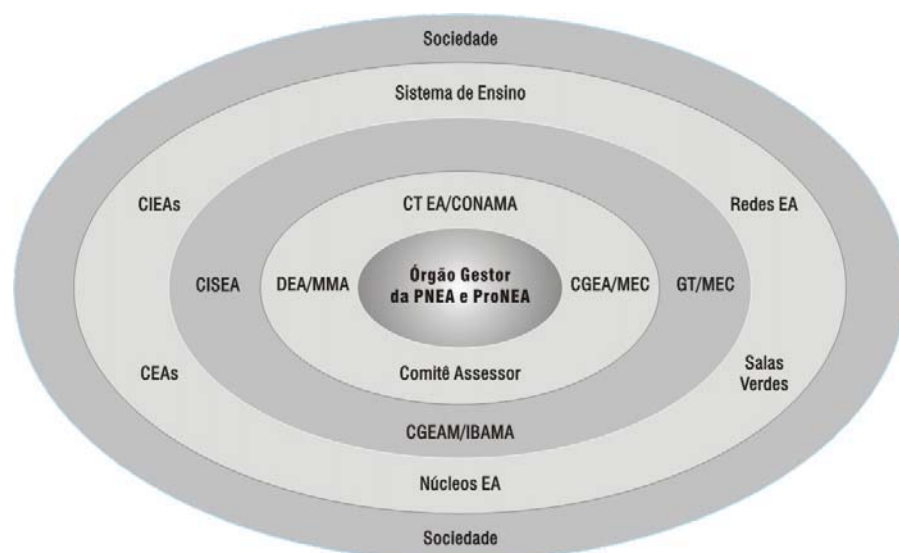 Sociedade
Sistema de Ensino
CIEAs
Redes EA
CT EA/CONAMA
CISEA
DEA/MMA
Órgão Gestor
da PNEA e ProNEA
CGEA/MEC
GT/MEC
CEAs
Comitê Assessor
Salas
Verdes
CGEAM/IBAMA
Núcleos EA
Sociedade